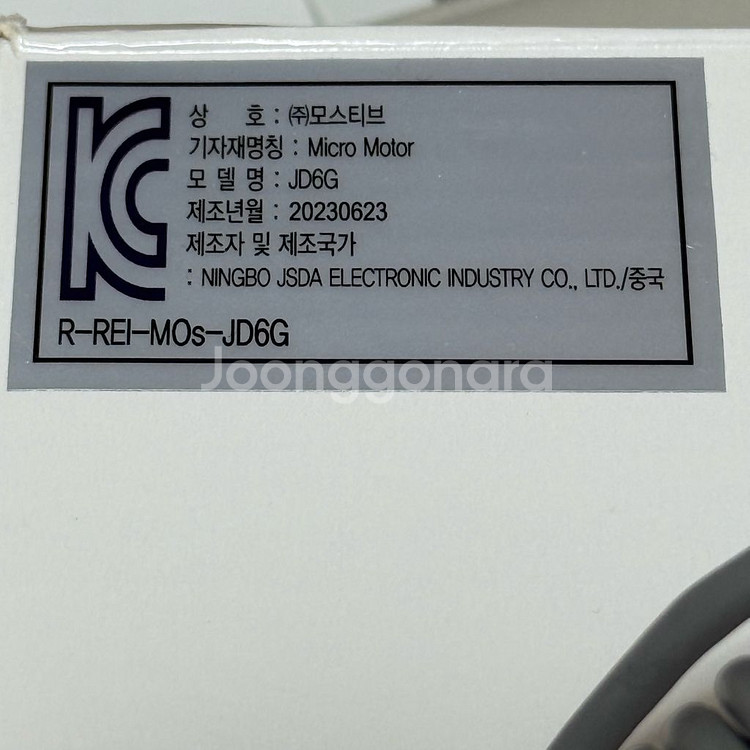 KC
상 호 : ㈜모스티브
기자재명칭 : Micro Motor
모 델 명 : JD6G
제조년월 : 20230623
제조자 및 제조국가
: NINGBO JSDA ELECTRONIC INDUSTRY CO., LTD./중국
R-REI-MOs-JD6G
Joonggonara